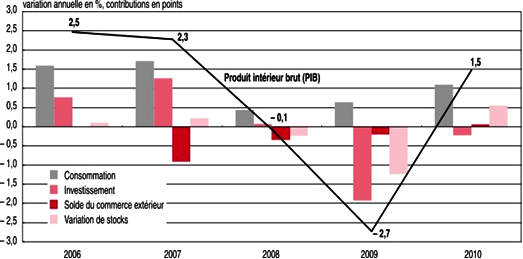 variation annuelle en %, contributions en points
3,0
2,5
2,0
1,5
1,0
0,5
0,0
– 0,5
– 1,0
– 1,5
– 2,0
– 2,5
– 3,0
2,5
2,3
Produit intérieur brut (PIB)
– 0,1
– 2,7
1,5
Consommation
Investissement
Solde du commerce extérieur
Variation de stocks
2006 2007 2008 2009 2010